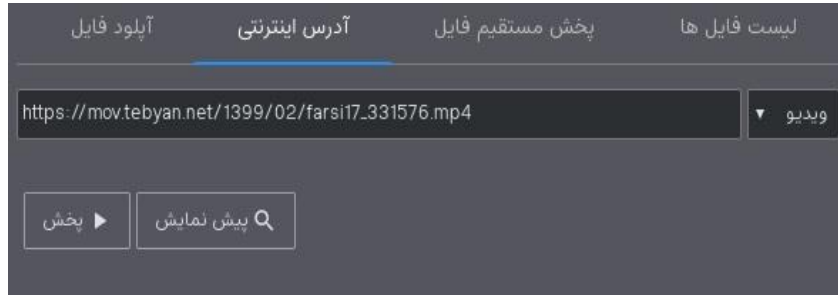 لیست فایل ها پخش مستقیم فایل آدرس اینترنتی آپلود فایل
ویدیو ▼ https://mov.tebyan.net/1399/02/farsi17_331576.mp4
پیش نمایش پخش